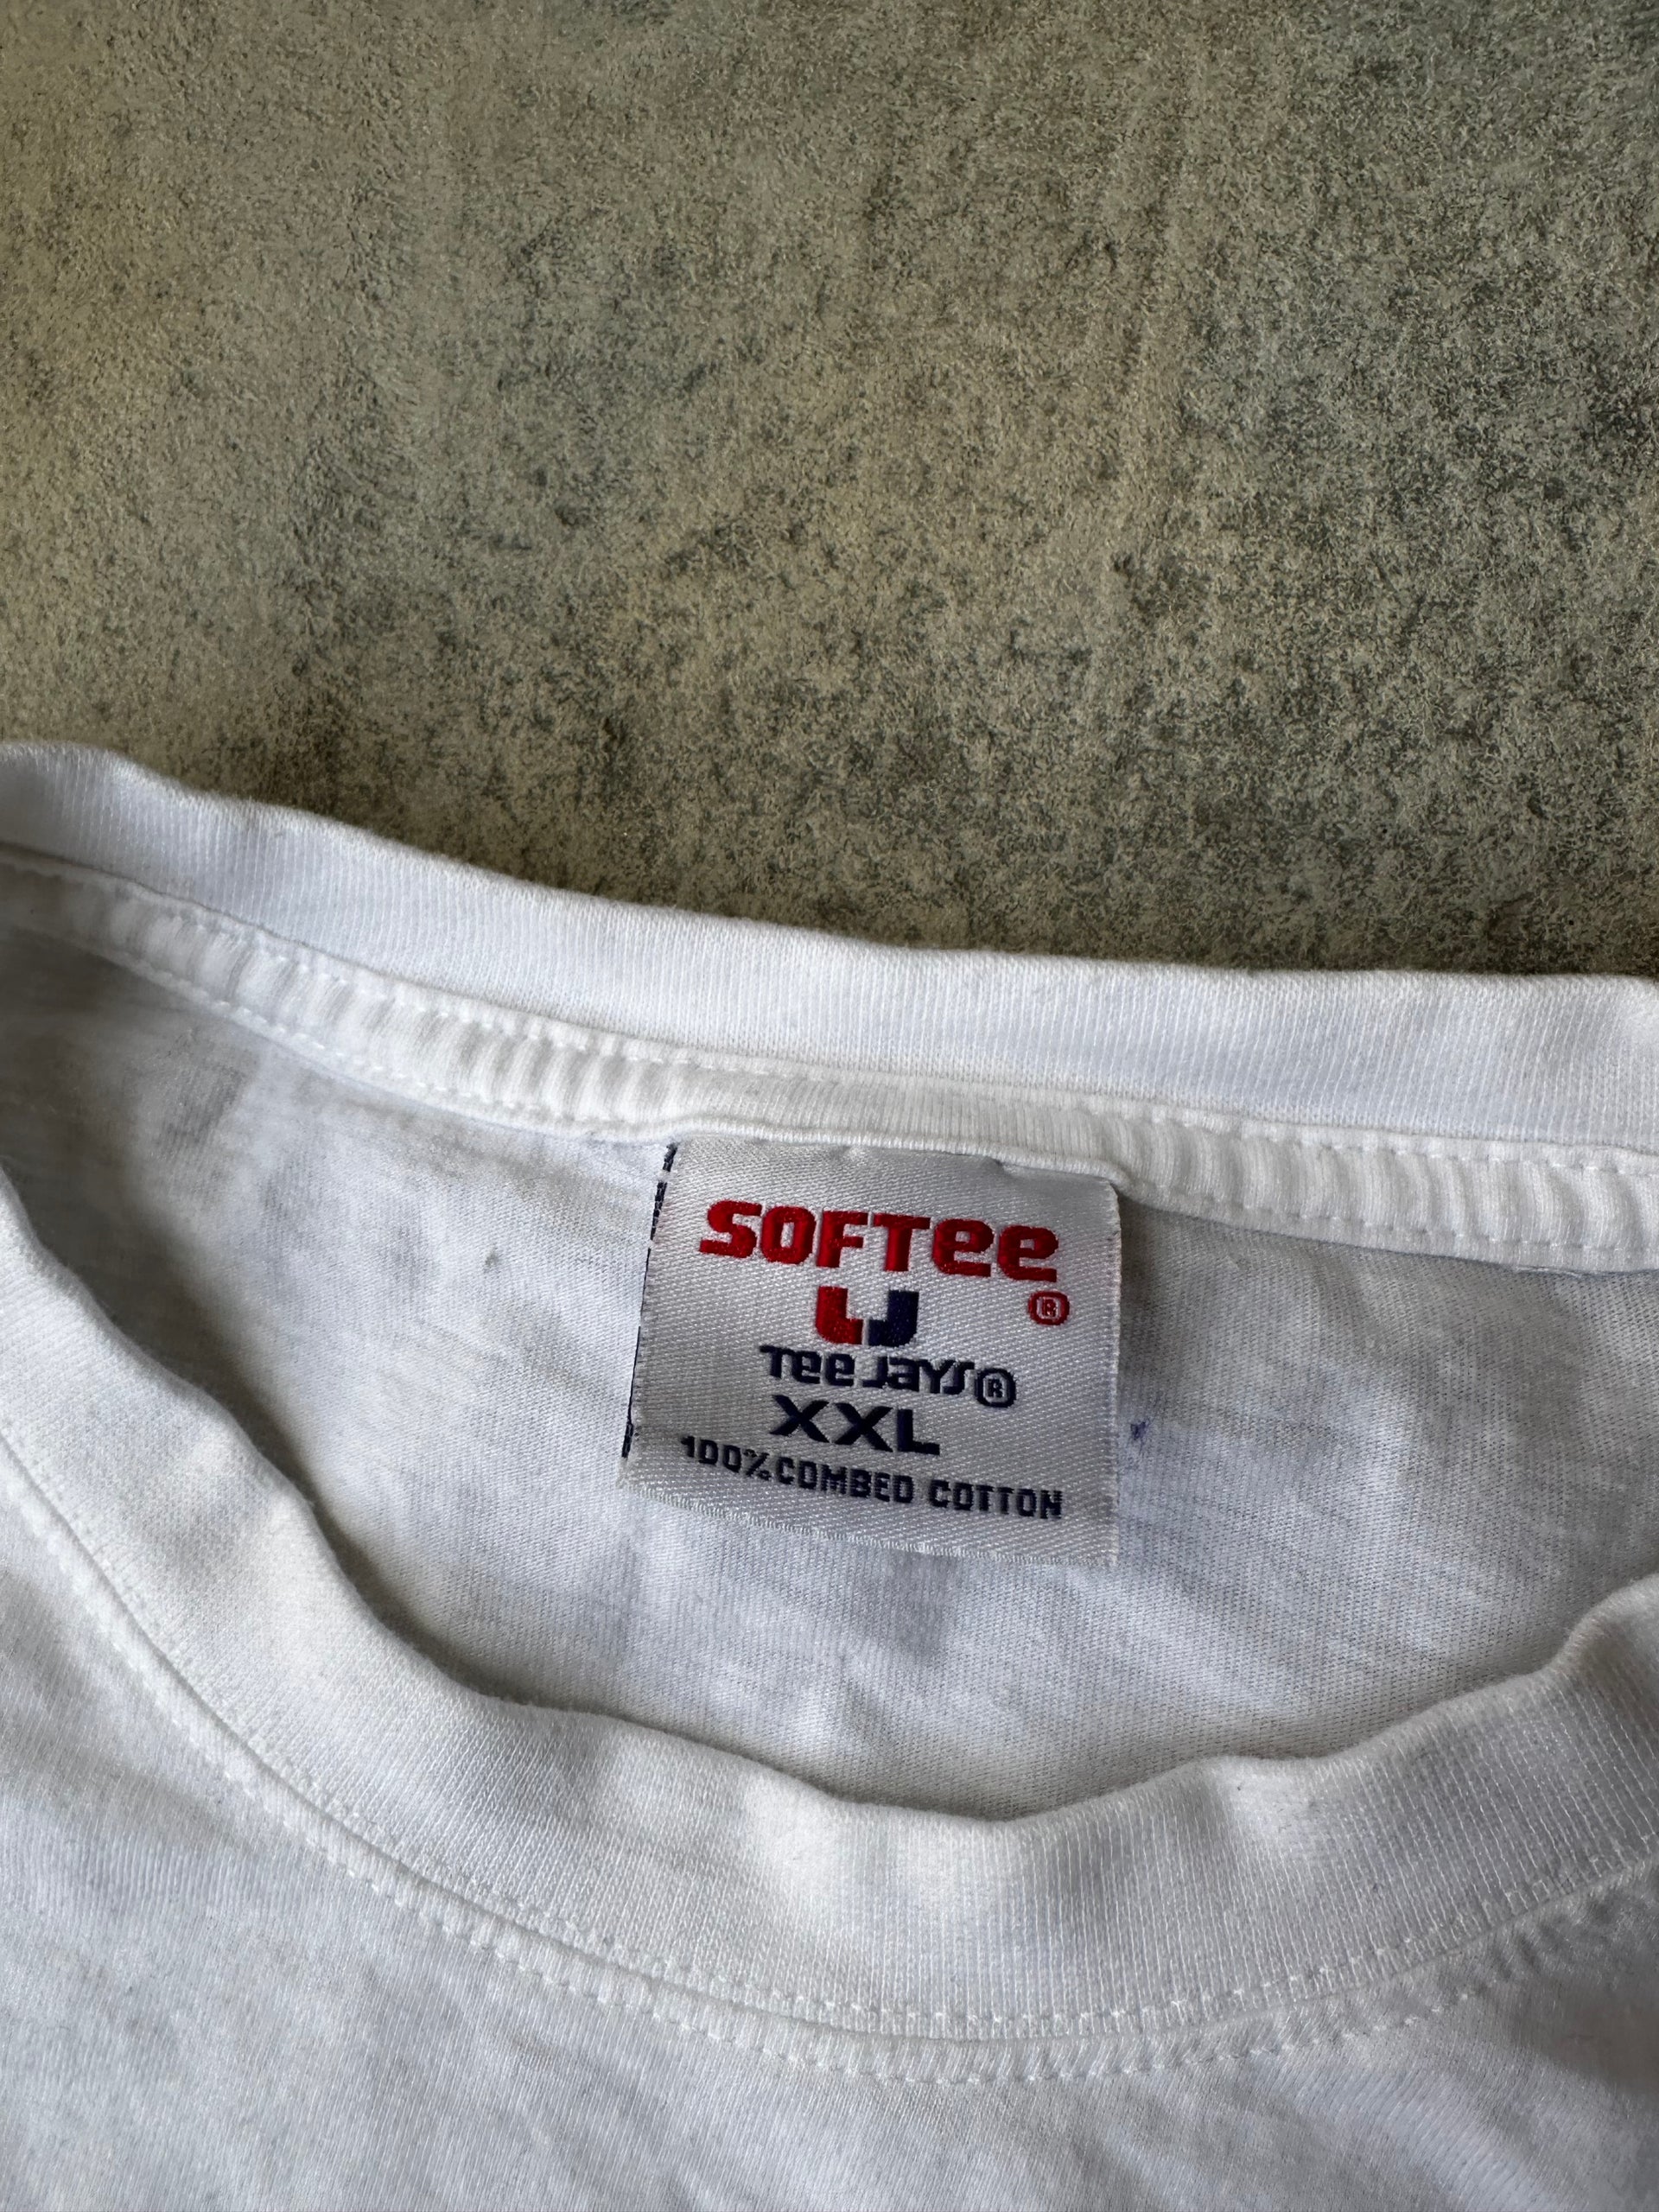 SOFTee
®
Tee Jays®
XXL
100% COMBED COTTON